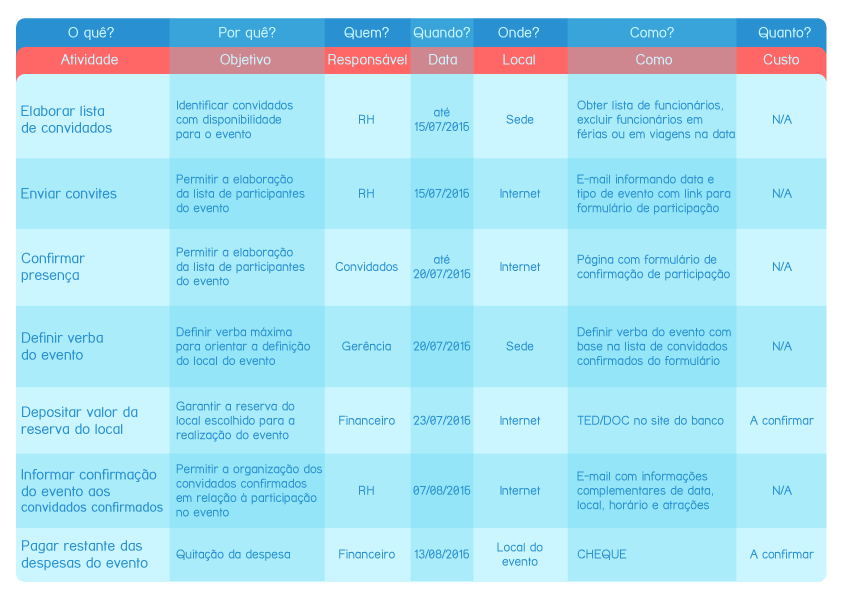 O quê? Por quê? Quem? Quando? Onde? Como? Quanto?
Atividade Objetivo Responsável Data Local Como Custo
Elaborar lista
de convidados
Identificar convidados
com disponibilidade
para o evento
RH
até
15/07/2016
Sede
Obter lista de funcionários,
excluir funcionários em
férias ou em viagens na data
N/A
Enviar convites
Permitir a elaboração
da lista de participantes
do evento
RH
15/07/2016
Internet
E-mail informando data e
tipo de evento com link para
formulário de participação
N/A
Confirmar
presença
Permitir a elaboração
da lista de participantes
do evento
Convidados
até
20/07/2016
Internet
Página com formulário de
confirmação de participação
N/A
Definir verba
do evento
Definir verba máxima
para orientar a definição
do local do evento
Gerência
20/07/2016
Sede
Definir verba do evento com
base na lista de convidados
confirmados do formulário
N/A
Depositar valor da
reserva do local
Garantir a reserva do
local escolhido para a
realização do evento
Financeiro
23/07/2016
Internet
TED/DOC no site do banco
A confirmar
Informar confirmação
do evento aos
convidados confirmados
Permitir a organização dos
convidados confirmados
em relação à participação
no evento
RH
07/08/2016
Internet
E-mail com informações
complementares de data,
local, horário e atrações
N/A
Pagar restante das
despesas do evento
Quitação da despesa
Financeiro
13/08/2016
Local do
evento
CHEQUE
A confirmar